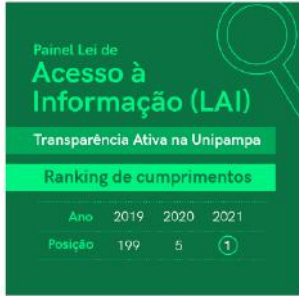 Painel Lei de
Acesso à
Informação (LAI)
Transparência Ativa na Unipampa
Ranking de cumprimentos
Ano 2019 2020 2021
Posição 199 5 1